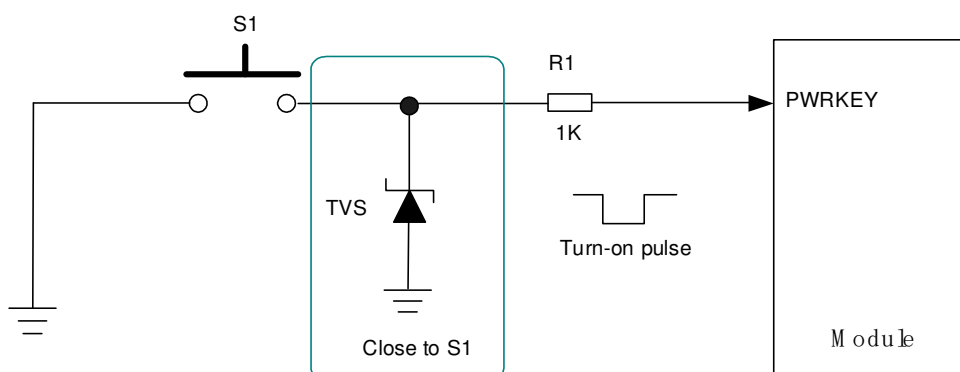 S1
R1
PWRKEY
1K
TVS
Turn-on pulse
Close to S1
Module